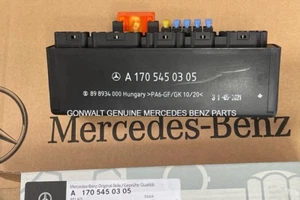 A 170 545 03 05
89 8934 000 Hungary >PA6-GF/GK 10/20<
GONWALT GENUINE MERCEDES BENZ PARTS
Mercedes-Benz
A 170 545 03 05